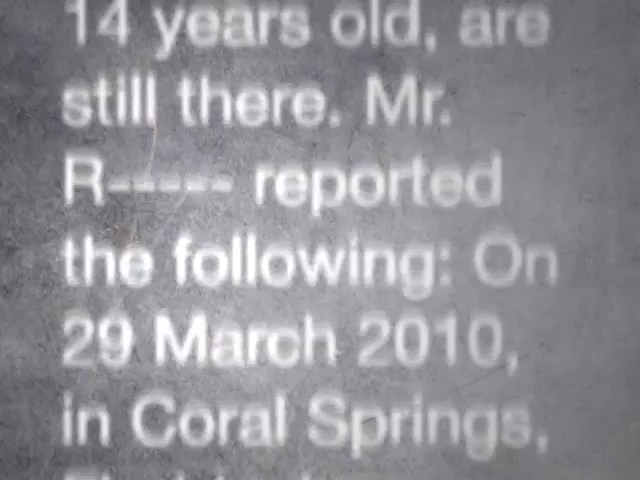 14 years old, are
still there. Mr.
R----- reported
the following: On
29 March 2010,
in Coral Springs,